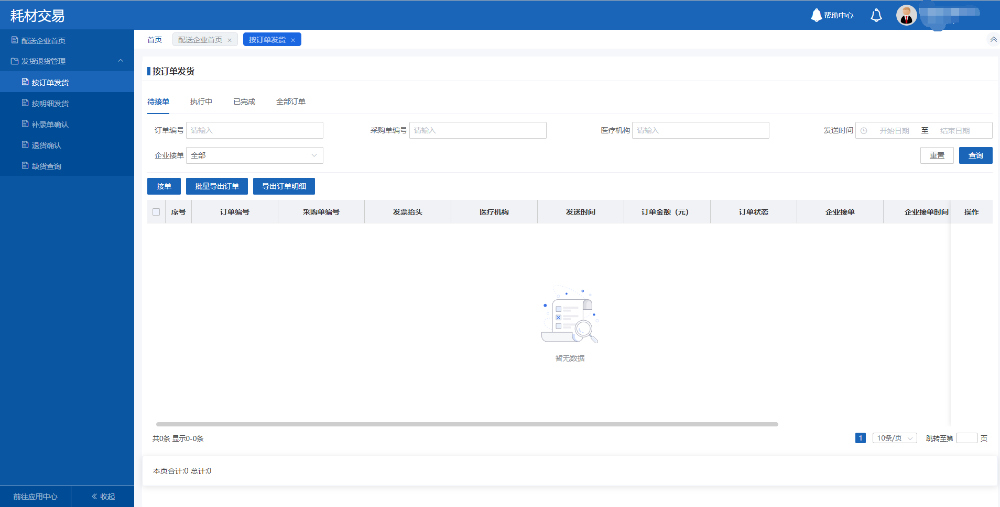 耗材交易
帮助中心
配送企业首页
发货退货管理
按订单发货
按明细发货
补录单确认
退货确认
缺货查询
前往应用中心
收起
首页
配送企业首页 ×
按订单发货 ×
按订单发货
待接单 执行中 已完成 全部订单
订单编号 请输入 采购单编号 请输入 医疗机构 请输入 发送时间 开始日期 至 结束日期
企业接单 全部 重置 查询
接单 批量导出订单 导出订单明细
序号 订单编号 采购单编号 发票抬头 医疗机构 发送时间 订单金额（元） 订单状态 企业接单 企业接单时间 操作
暂无数据
共0条 显示0-0条 1 10条/页 跳转至第 页
本页合计:0 总计:0